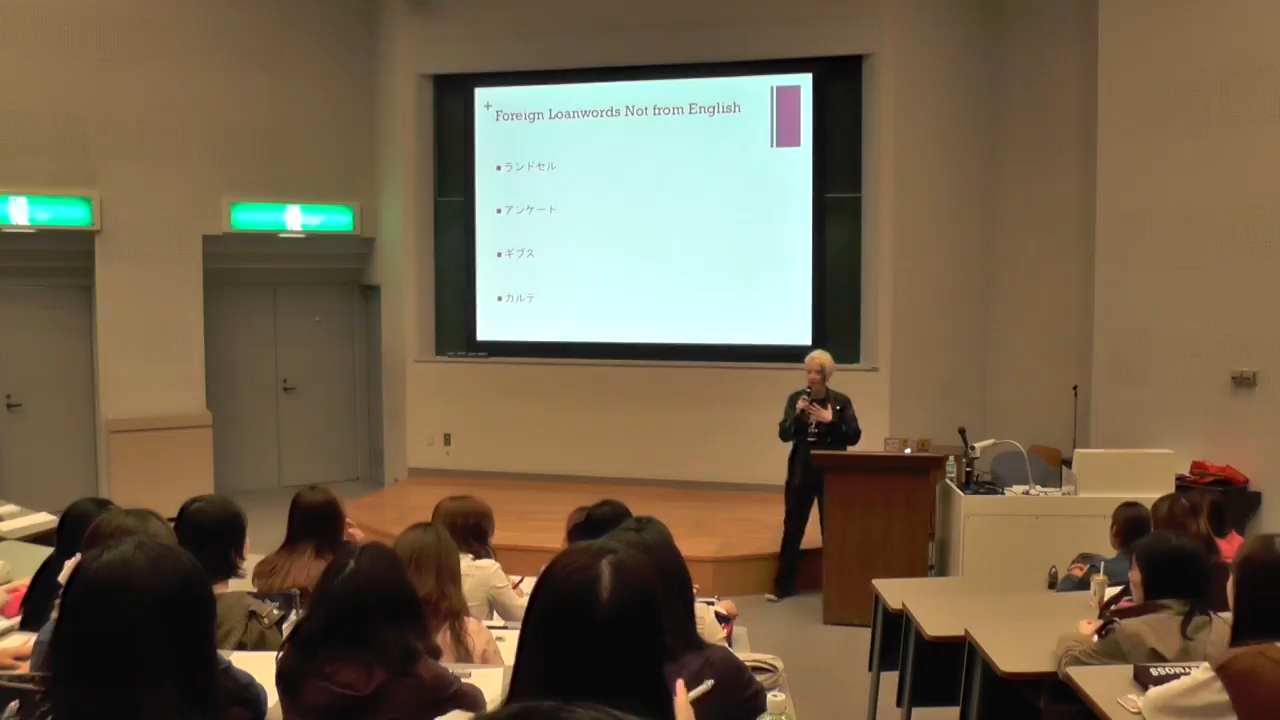 + Foreign Loanwords Not from English
■ ランドセル
■ アンケート
■ ギブス
■ カルテ